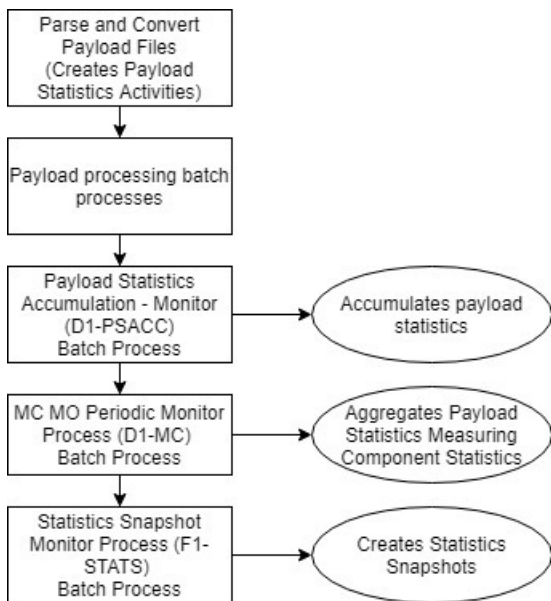 Parse and Convert
Payload Files
(Creates Payload
Statistics Activities)
Payload processing batch
processes
Payload Statistics
Accumulation - Monitor
(D1-PSACC)
Batch Process
Accumulates payload
statistics
MC MO Periodic Monitor
Process (D1-MC)
Batch Process
Aggregates Payload
Statistics Measuring
Component Statistics
Statistics Snapshot
Monitor Process (F1-
STATS)
Batch Process
Creates Statistics
Snapshots